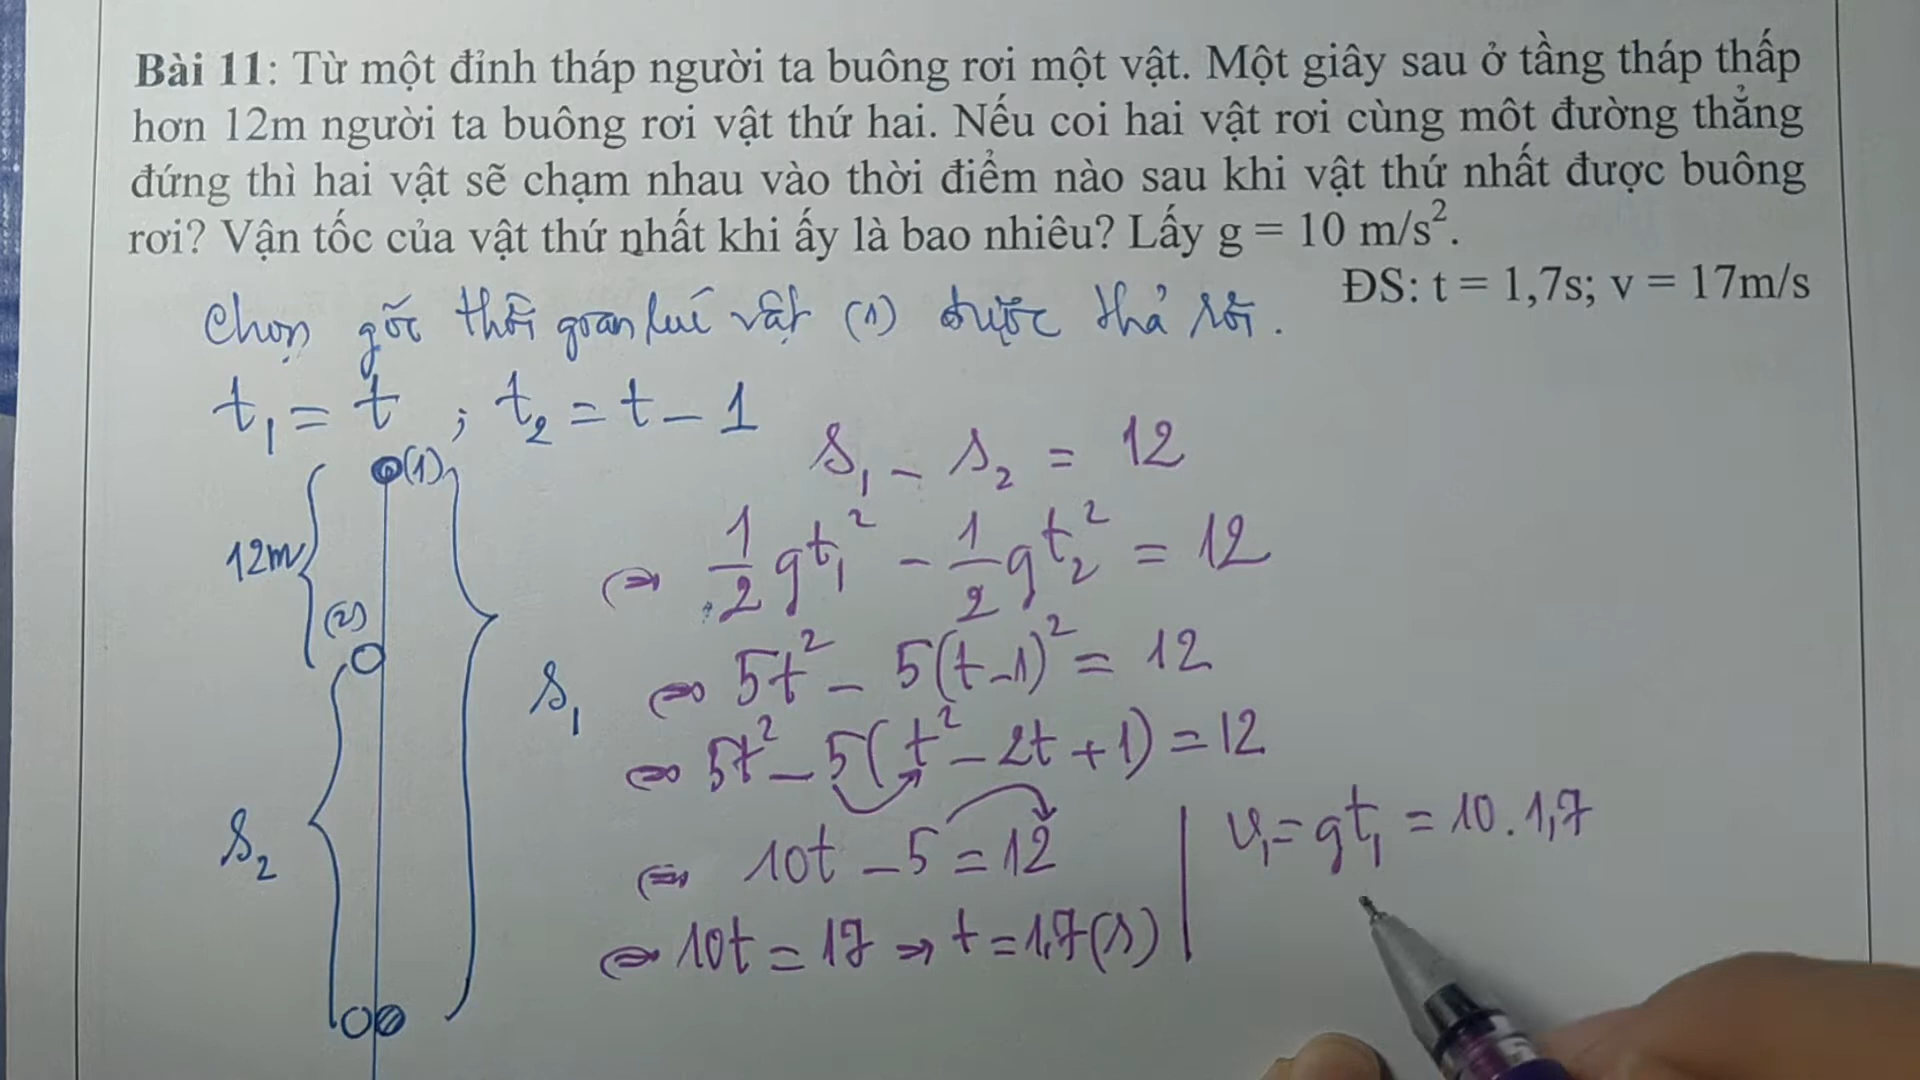 Bài 11: Từ một đỉnh tháp người ta buông rơi một vật. Một giây sau ở tầng tháp thấp
hơn 12m người ta buông rơi vật thứ hai. Nếu coi hai vật rơi cùng môt đường thẳng
đứng thì hai vật sẽ chạm nhau vào thời điểm nào sau khi vật thứ nhất được buông
rơi? Vận tốc của vật thứ nhất khi ấy là bao nhiêu? Lấy g = 10 m/s².
ĐS: t = 1,7s; v = 17m/s
Chọn gốc thời gian lúc vật (1) được thả rơi.
t₁ = t ; t₂ = t - 1
(1)
12m
(2)
S₁
S₂
S₁ - S₂ = 12
⇔ 1/2 gt₁² - 1/2 gt₂² = 12
⇔ 5t² - 5(t-1)² = 12
⇔ 5t² - 5(t² - 2t + 1) = 12
⇔ 10t - 5 = 12
⇔ 10t = 17 ⇒ t = 1,7(s)
v₁ = gt₁ = 10 . 1,7